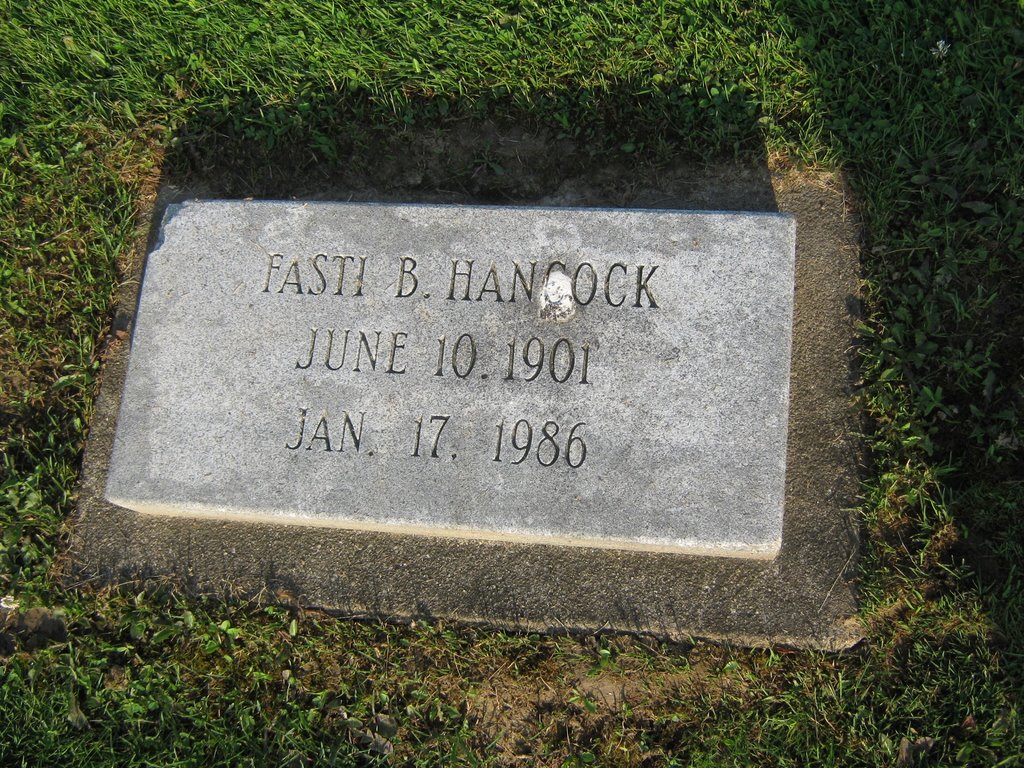 FASTI B. HANCOCK
JUNE 10. 1901
JAN. 17. 1986